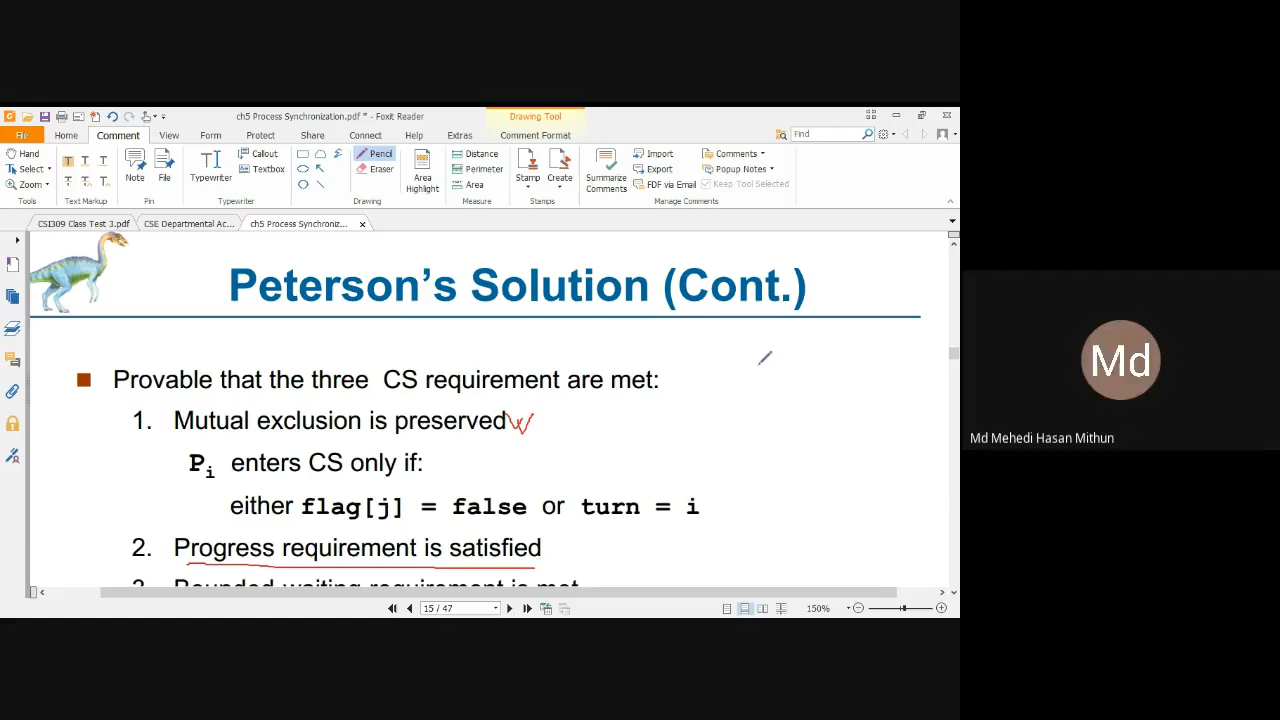 ch5 Process Synchronization.pdf * - Foxit Reader
Drawing Tool
File Home Comment View Form Protect Share Connect Help Extras Comment Format
Find
Hand
Select
Zoom
Tools
T T T
T T T
Text Markup
Note
File
Pin
Typewriter
Callout
Textbox
Typewriter
Pencil
Eraser
Drawing
Area
Highlight
Distance
Perimeter
Area
Measure
Stamp
Create
Stamps
Summarize
Comments
Import
Export
FDF via Email
Comments
Popup Notes
Keep Tool Selected
Manage Comments
CSI309 Class Test 3.pdf
CSE Departmental Ac...
ch5 Process Synchroniz...
Peterson's Solution (Cont.)
Provable that the three CS requirement are met:
1. Mutual exclusion is preserved
Pi enters CS only if:
either flag[j] = false or turn = i
2. Progress requirement is satisfied
3. Bounded-waiting requirement is met
15 / 47
150%
Md
Md Mehedi Hasan Mithun